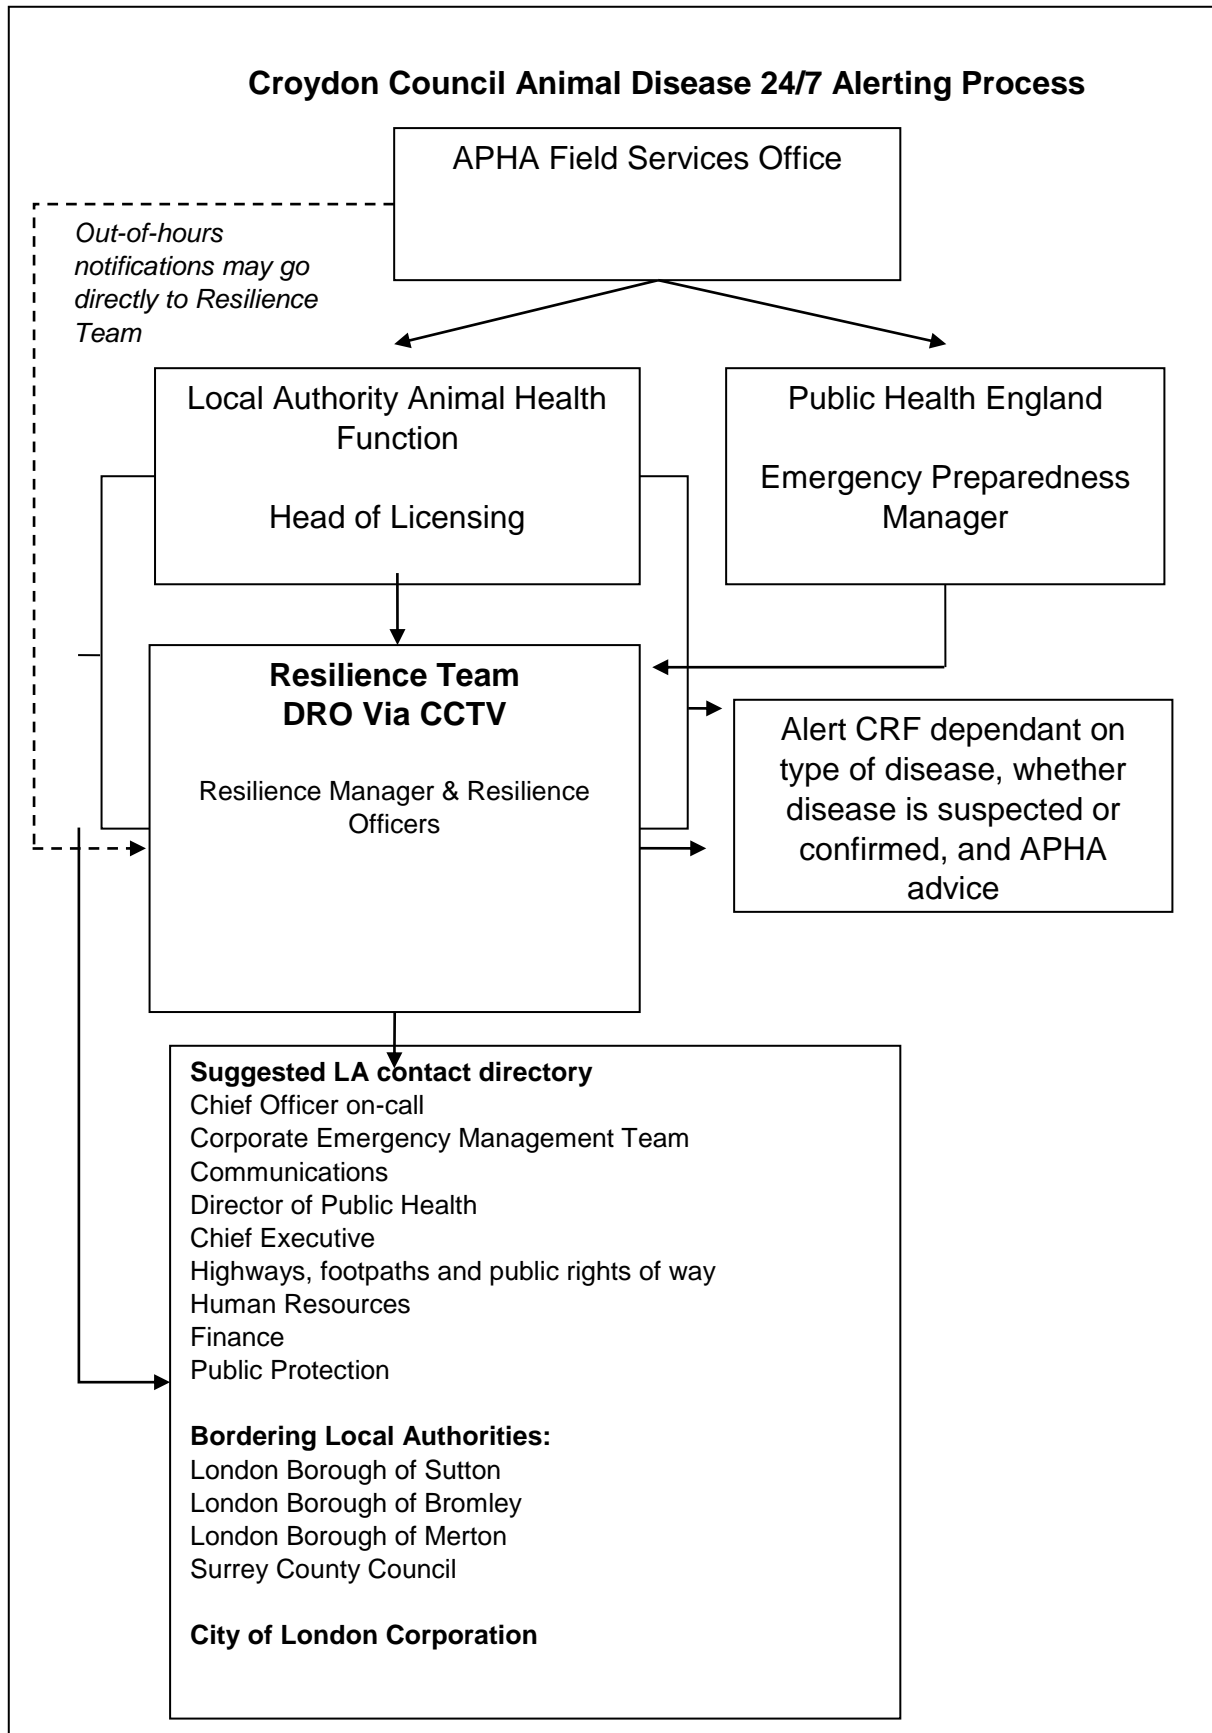 Croydon Council Animal Disease 24/7 Alerting Process
APHA Field Services Office
Out-of-hours
notifications may go
directly to Resilience
Team
Local Authority Animal Health
Function
Head of Licensing
Public Health England
Emergency Preparedness
Manager
Resilience Team
DRO Via CCTV
Resilience Manager & Resilience
Officers
Alert CRF dependant on
type of disease, whether
disease is suspected or
confirmed, and APHA
advice
Suggested LA contact directory
Chief Officer on-call
Corporate Emergency Management Team
Communications
Director of Public Health
Chief Executive
Highways, footpaths and public rights of way
Human Resources
Finance
Public Protection
Bordering Local Authorities:
London Borough of Sutton
London Borough of Bromley
London Borough of Merton
Surrey County Council
City of London Corporation